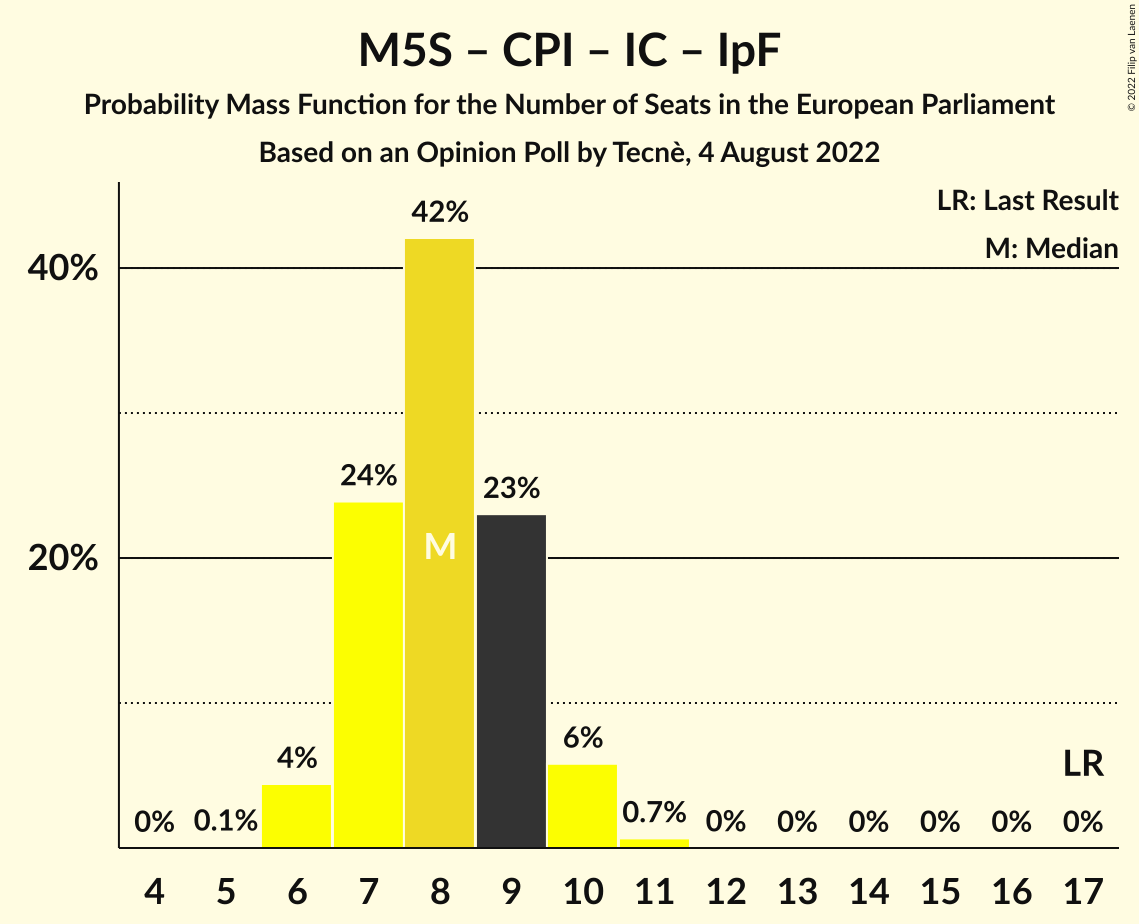 M5S – CPI – IC – IpF
Probability Mass Function for the Number of Seats in the European Parliament
Based on an Opinion Poll by Tecnè, 4 August 2022
© 2022 Filip van Laenen
LR: Last Result
M: Median
40%
20%
0%
0.1%
4%
24%
42%
M
23%
6%
0.7%
0%
0%
0%
0%
0%
LR
0%
4 5 6 7 8 9 10 11 12 13 14 15 16 17